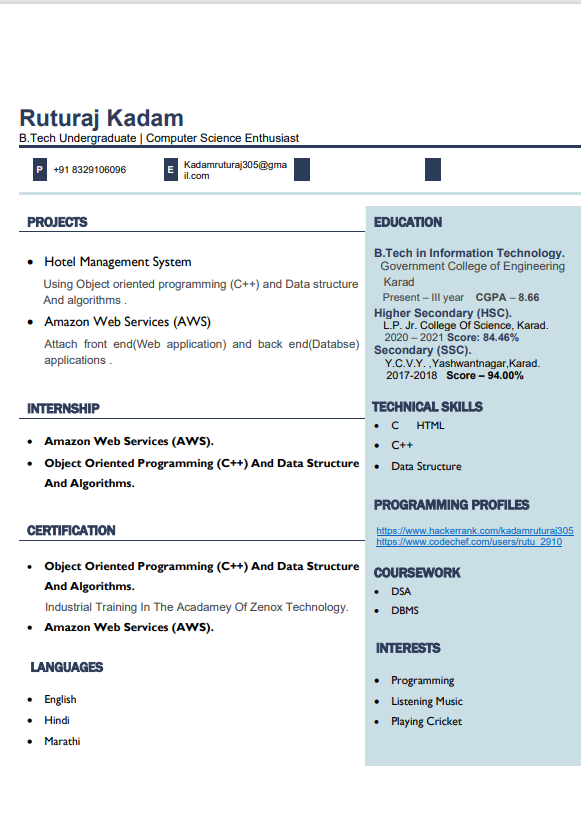 Ruturaj Kadam
B.Tech Undergraduate | Computer Science Enthusiast
P +91 8329106096
E Kadamruturaj305@gma
il.com
PROJECTS
• Hotel Management System
Using Object oriented programming (C++) and Data structure
And algorithms .
• Amazon Web Services (AWS)
Attach front end(Web application) and back end(Databse)
applications .
INTERNSHIP
• Amazon Web Services (AWS).
• Object Oriented Programming (C++) And Data Structure
And Algorithms.
CERTIFICATION
• Object Oriented Programming (C++) And Data Structure
And Algorithms.
Industrial Training In The Acadamey Of Zenox Technology.
• Amazon Web Services (AWS).
LANGUAGES
• English
• Hindi
• Marathi
EDUCATION
B.Tech in Information Technology.
Government College of Engineering
Karad
Present – III year CGPA – 8.66
Higher Secondary (HSC).
L.P. Jr. College Of Science, Karad.
2020 – 2021 Score: 84.46%
Secondary (SSC).
Y.C.V.Y. ,Yashwantnagar,Karad.
2017-2018 Score – 94.00%
TECHNICAL SKILLS
• C HTML
• C++
• Data Structure
PROGRAMMING PROFILES
https://www.hackerrank.com/kadamruturaj305
https://www.codechef.com/users/rutu_2910
COURSEWORK
• DSA
• DBMS
INTERESTS
• Programming
• Listening Music
• Playing Cricket